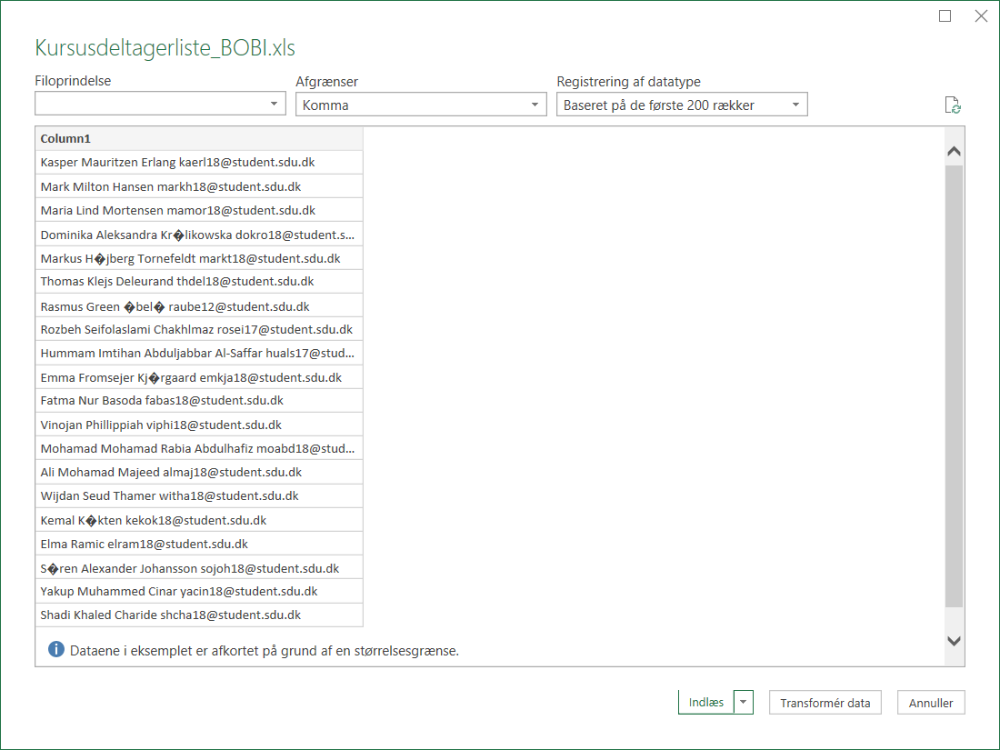 Kursusdeltagerliste_BOBI.xls
Filoprindelse
Afgrænser
Registrering af datatype
Komma
Baseret på de første 200 rækker
Column1
Kasper Mauritzen Erlang kaerl18@student.sdu.dk
Mark Milton Hansen markh18@student.sdu.dk
Maria Lind Mortensen mamor18@student.sdu.dk
Dominika Aleksandra Kr�likowska dokro18@student.s...
Markus H�jberg Tornefeldt markt18@student.sdu.dk
Thomas Klejs Deleurand thdel18@student.sdu.dk
Rasmus Green �bel� raube12@student.sdu.dk
Rozbeh Seifolaslami Chakhlmaz rosei17@student.sdu.dk
Hummam Imtihan Abduljabbar Al-Saffar huals17@stud...
Emma Fromsejer Kj�rgaard emkja18@student.sdu.dk
Fatma Nur Basoda fabas18@student.sdu.dk
Vinojan Phillippiah viphi18@student.sdu.dk
Mohamad Mohamad Rabia Abdulhafiz moabd18@stud...
Ali Mohamad Majeed almaj18@student.sdu.dk
Wijdan Seud Thamer witha18@student.sdu.dk
Kemal K�kten kekok18@student.sdu.dk
Elma Ramic elram18@student.sdu.dk
S�ren Alexander Johansson sojoh18@student.sdu.dk
Yakup Muhammed Cinar yacin18@student.sdu.dk
Shadi Khaled Charide shcha18@student.sdu.dk
Dataene i eksemplet er afkortet på grund af en størrelsesgrænse.
Indlæs
Transformér data
Annuller